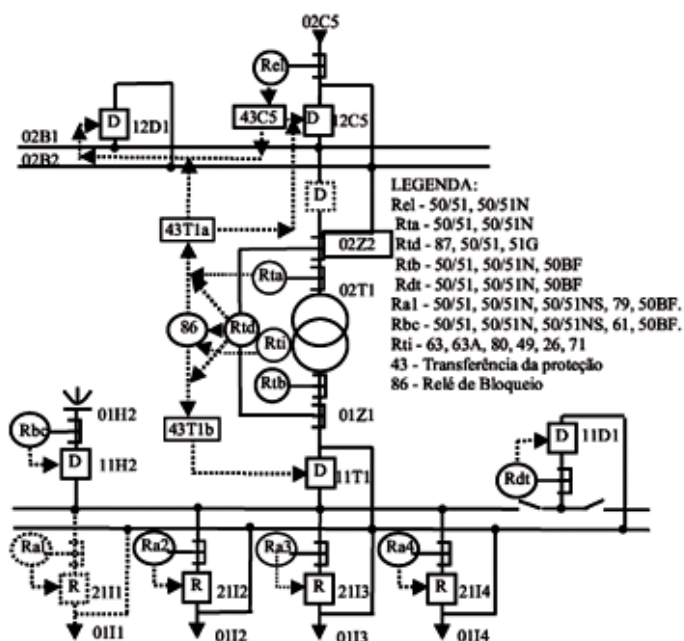 02C5
Rel
43C5
D
12C5
D
12D1
02B1
02B2
D
43T1a
02Z2
Rta
02T1
86
Rtd
Rti
Rtb
01Z1
43T1b
D
11T1
LEGENDA:
Rel - 50/51, 50/51N
Rta - 50/51, 50/51N
Rtd - 87, 50/51, 51G
Rtb - 50/51, 50/51N, 50BF
Rdt - 50/51, 50/51N, 50BF
Ra1 - 50/51, 50/51N, 50/51NS, 79, 50BF.
Rbc - 50/51, 50/51N, 50/51NS, 61, 50BF.
Rti - 63, 63A, 80, 49, 26, 71
43 - Transferência da proteção
86 - Relé de Bloqueio
01H2
Rbc
D
11H2
D
11D1
Rdt
Ra1
R
21I1
01I1
Ra2
R
21I2
01I2
Ra3
R
21I3
01I3
Ra4
R
21I4
01I4